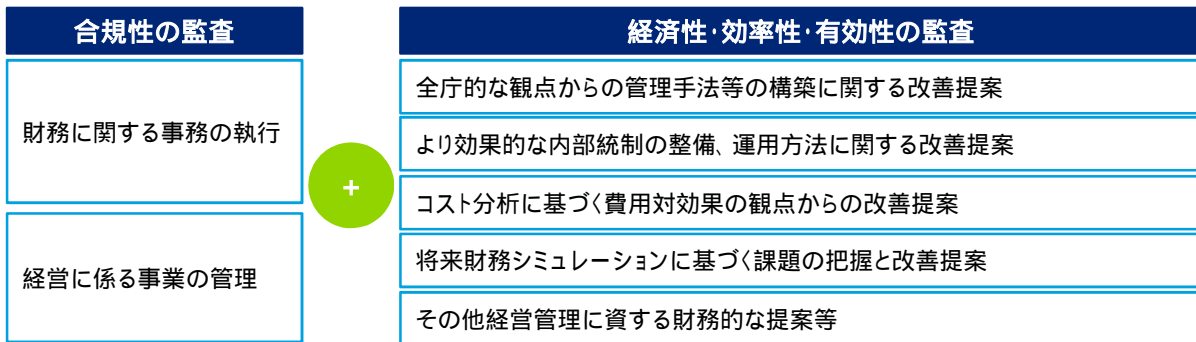 合規性の監査
財務に関する事務の執行
経営に係る事業の管理
+
経済性・効率性・有効性の監査
全庁的な観点からの管理手法等の構築に関する改善提案
より効果的な内部統制の整備、運用方法に関する改善提案
コスト分析に基づく費用対効果の観点からの改善提案
将来財務シミュレーションに基づく課題の把握と改善提案
その他経営管理に資する財務的な提案等